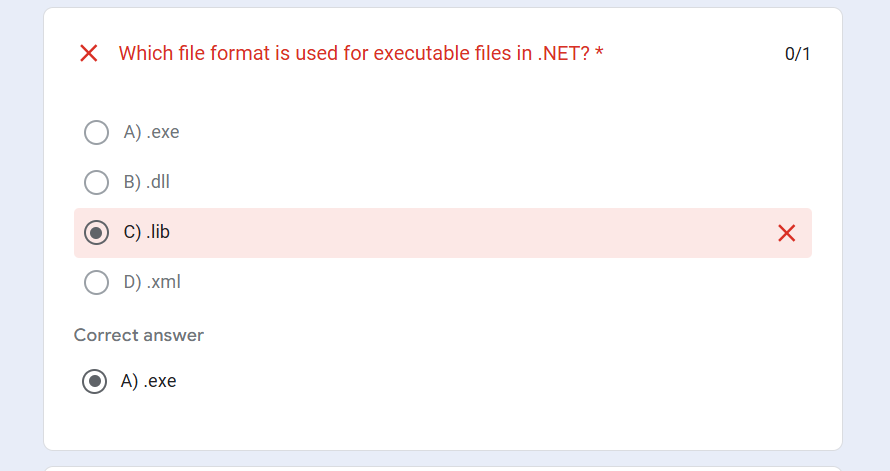 Which file format is used for executable files in .NET? *
0/1
A) .exe
B) .dll
C) .lib
D) .xml
Correct answer
A) .exe